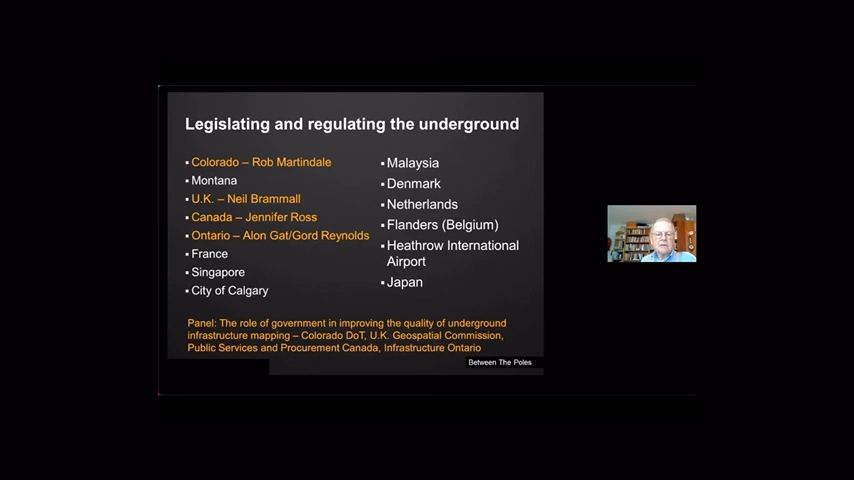 Legislating and regulating the underground
▪ Colorado – Rob Martindale
▪ Montana
▪ U.K. – Neil Brammall
▪ Canada – Jennifer Ross
▪ Ontario – Alon Gat/Gord Reynolds
▪ France
▪ Singapore
▪ City of Calgary
▪ Malaysia
▪ Denmark
▪ Netherlands
▪ Flanders (Belgium)
▪ Heathrow International
Airport
▪ Japan
Panel: The role of government in improving the quality of underground
infrastructure mapping – Colorado DoT, U.K. Geospatial Commission,
Public Services and Procurement Canada, Infrastructure Ontario
Between The Poles